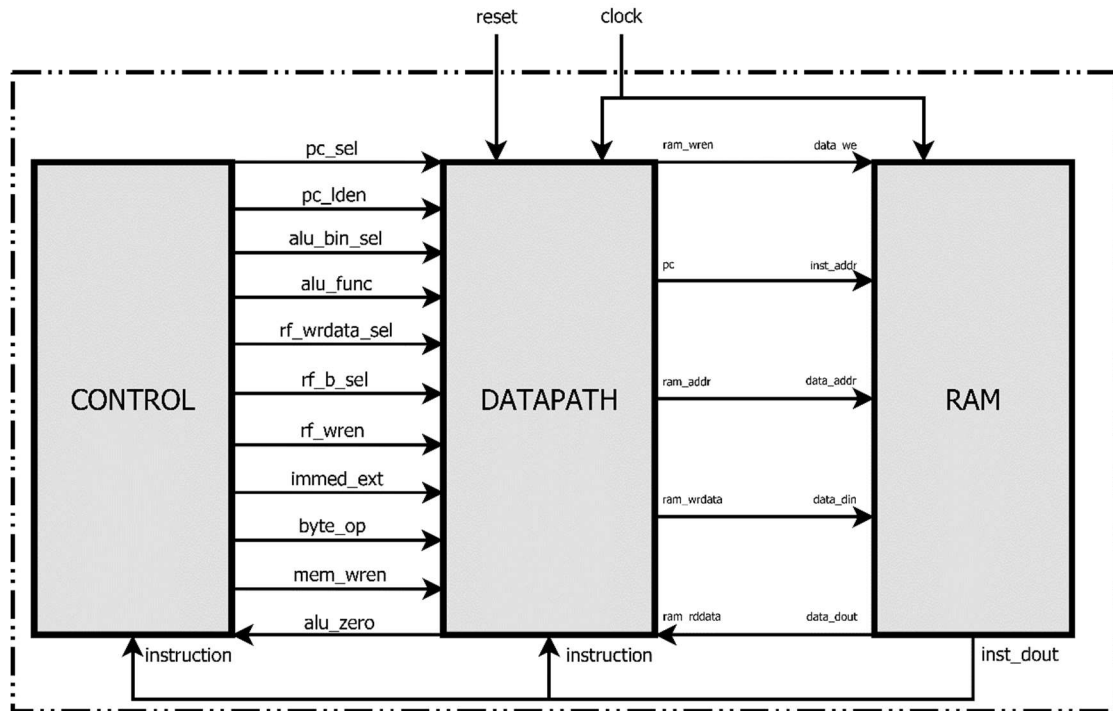 reset
clock
pc_sel
ram_wren
data_we
pc_lden
alu_bin_sel
pc
inst_addr
alu_func
rf_wrdata_sel
CONTROL
rf_b_sel
DATAPATH
ram_addr
data_addr
RAM
rf_wren
immed_ext
ram_wrdata
data_din
byte_op
mem_wren
alu_zero
ram_rddata
data_dout
instruction
instruction
inst_dout